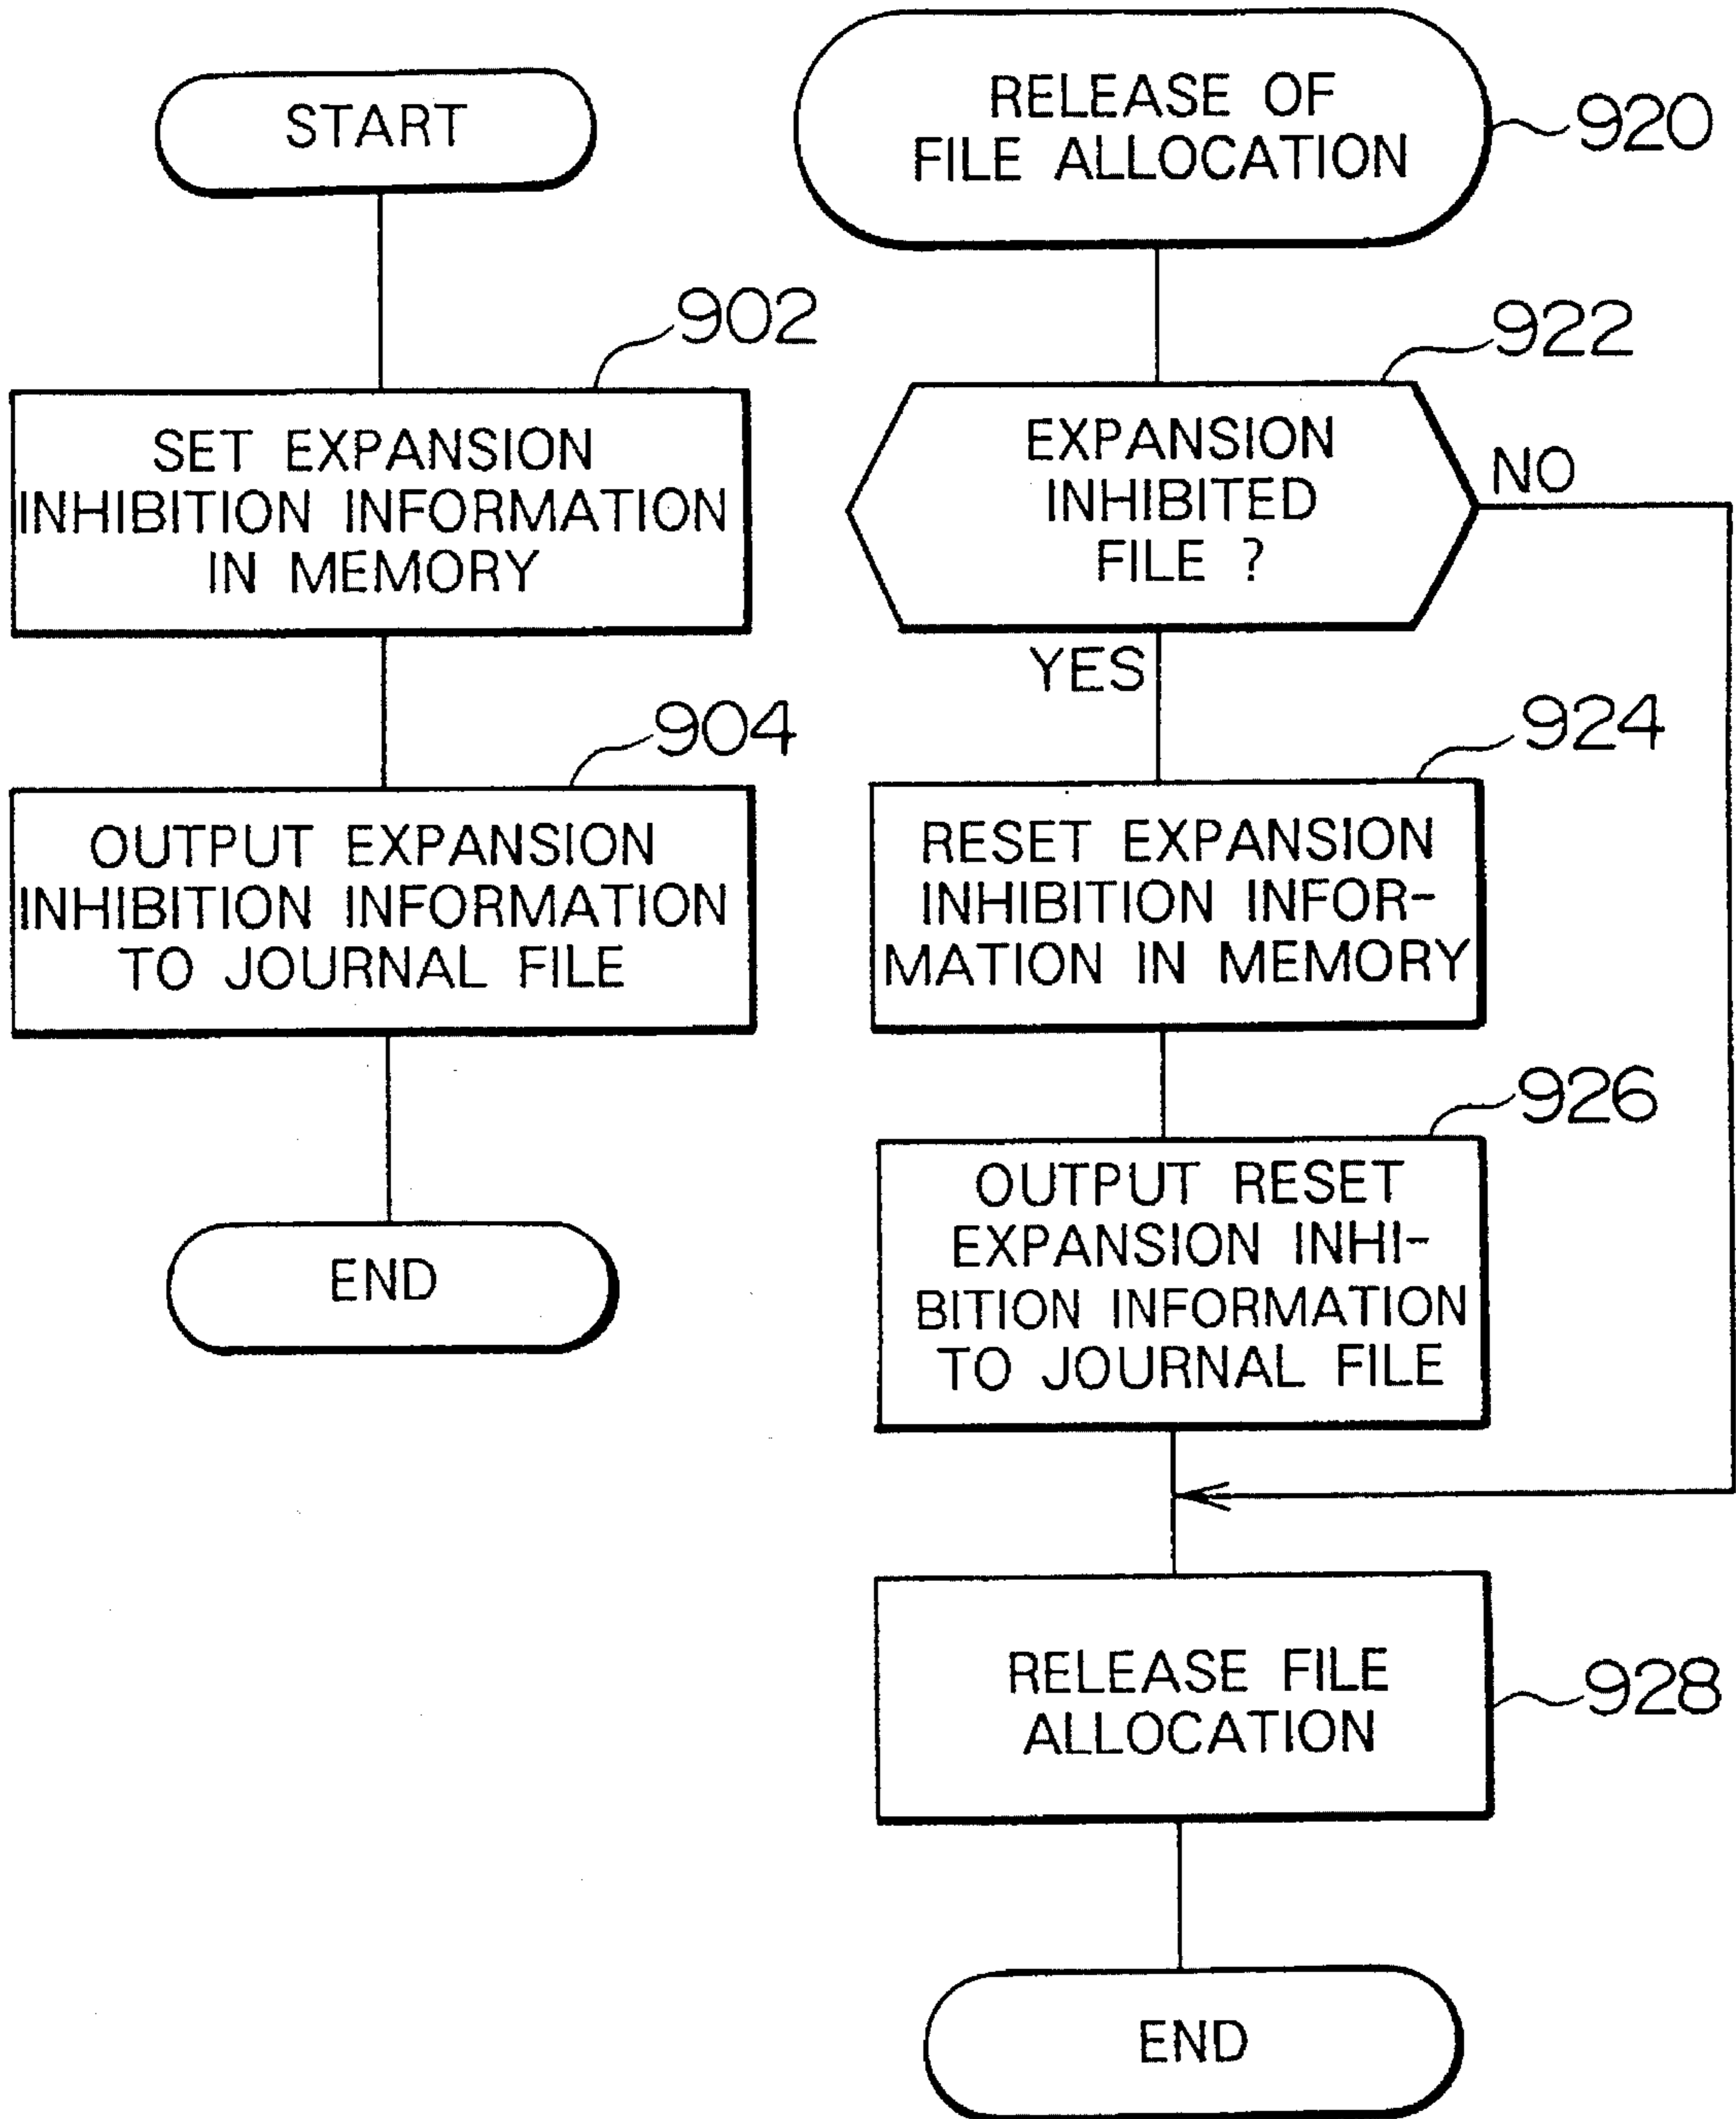 START
902
SET EXPANSION
INHIBITION INFORMATION
IN MEMORY
904
OUTPUT EXPANSION
INHIBITION INFORMATION
TO JOURNAL FILE
END
RELEASE OF
FILE ALLOCATION
920
922
EXPANSION
INHIBITED
FILE ?
NO
YES
924
RESET EXPANSION
INHIBITION INFOR-
MATION IN MEMORY
926
OUTPUT RESET
EXPANSION INHI-
BITION INFORMATION
TO JOURNAL FILE
RELEASE FILE
ALLOCATION
928
END